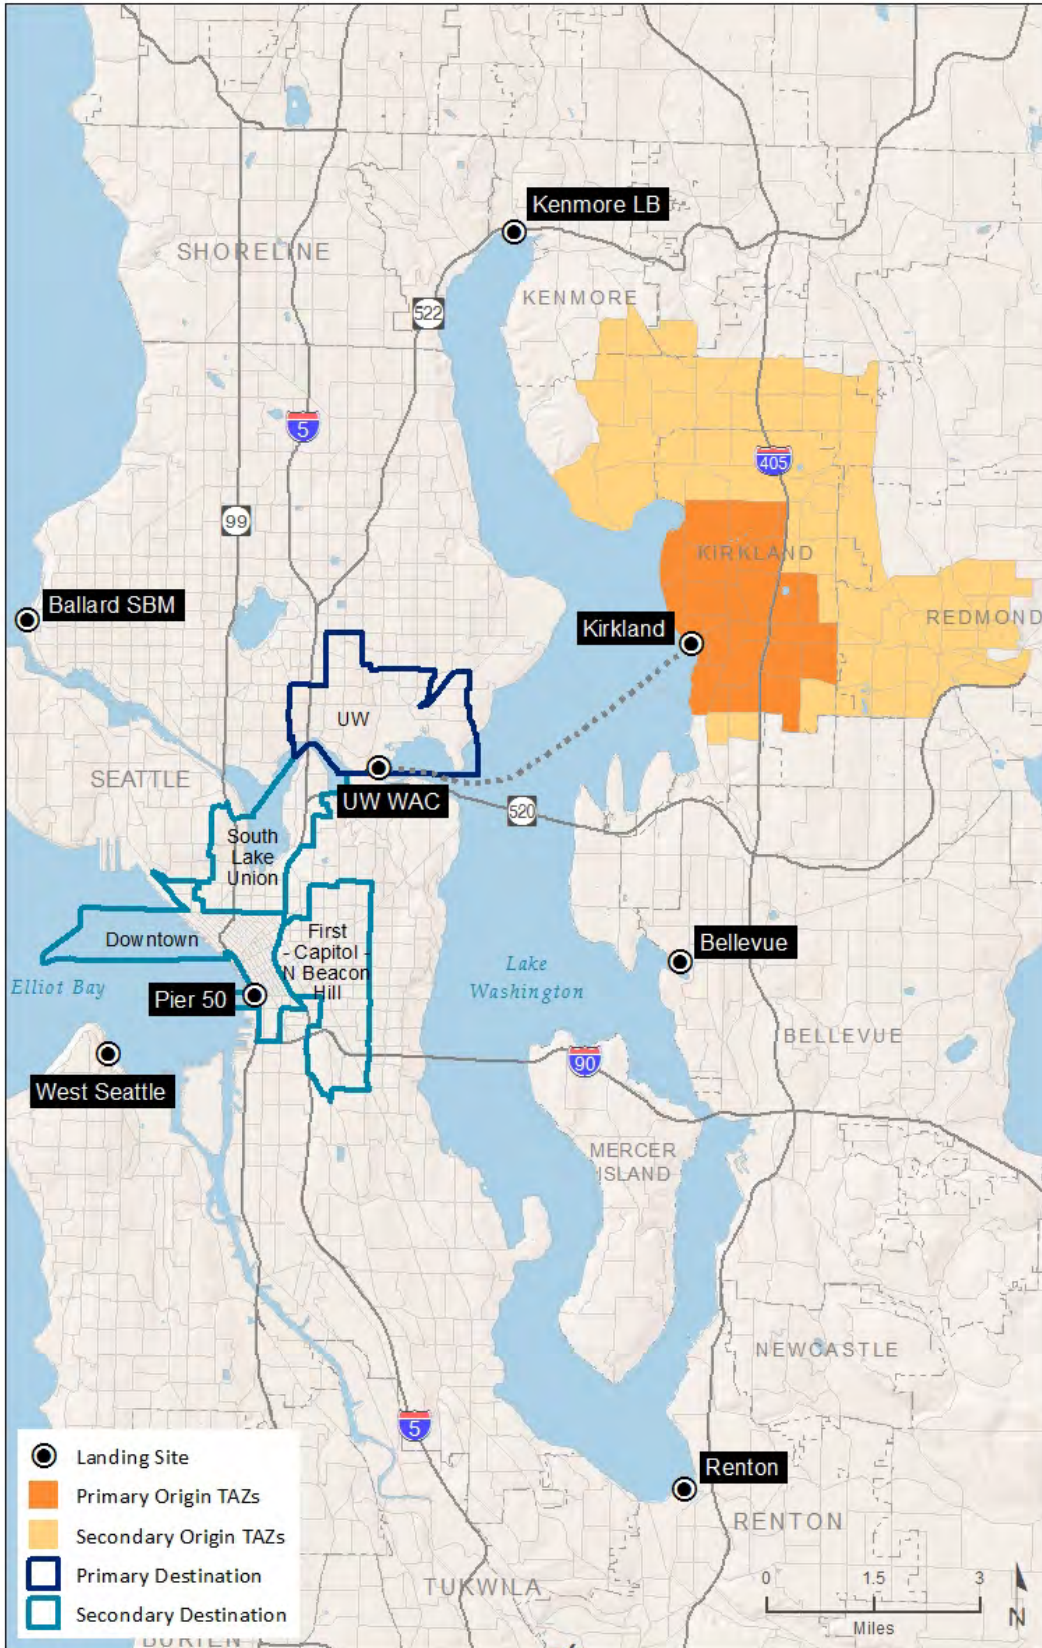 Kenmore LB
SHORELINE
KENMORE
522
5
405
99
KIRKLAND
Ballard SBM
REDMOND
Kirkland
UW
SEATTLE
UW WAC
520
South
Lake
Union
First
- Capitol -
N Beacon
Hill
Downtown
Bellevue
Lake
Washington
Elliot Bay
Pier 50
BELLEVUE
90
West Seattle
MERCER
ISLAND
NEWCASTLE
5
Renton
RENTON
TUKWILA
BURIEN
Landing Site
Primary Origin TAZs
Secondary Origin TAZs
Primary Destination
Secondary Destination
0 1.5 3
Miles
N